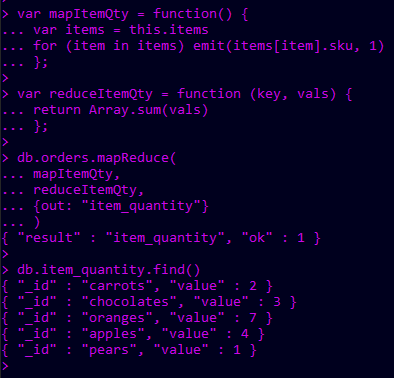 >
> var mapItemQty = function() {
... var items = this.items
... for (item in items) emit(items[item].sku, 1)
... };
>
> var reduceItemQty = function (key, vals) {
... return Array.sum(vals)
... };
>
> db.orders.mapReduce(
... mapItemQty,
... reduceItemQty,
... {out: "item_quantity"}
... )
{ "result" : "item_quantity", "ok" : 1 }
>
> db.item_quantity.find()
{ "_id" : "carrots", "value" : 2 }
{ "_id" : "chocolates", "value" : 3 }
{ "_id" : "oranges", "value" : 7 }
{ "_id" : "apples", "value" : 4 }
{ "_id" : "pears", "value" : 1 }
>